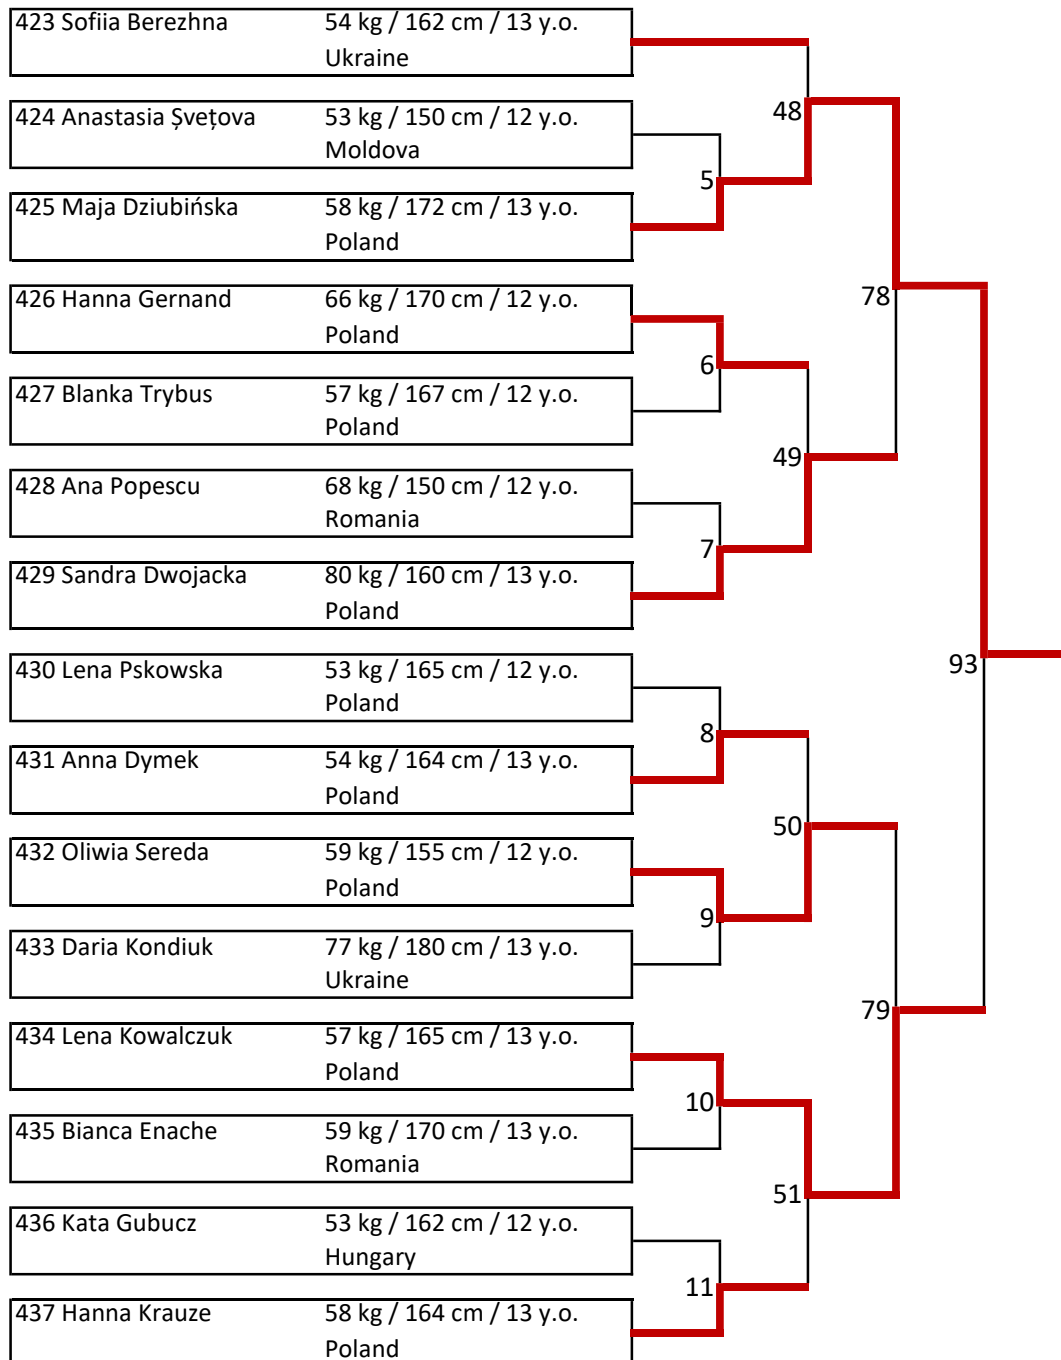 423 Sofiia Berezhna 54 kg / 162 cm / 13 y.o.
Ukraine
424 Anastasia Șvețova 53 kg / 150 cm / 12 y.o.
Moldova
48
5
425 Maja Dziubińska 58 kg / 172 cm / 13 y.o.
Poland
426 Hanna Gernand 66 kg / 170 cm / 12 y.o.
Poland
78
6
427 Blanka Trybus 57 kg / 167 cm / 12 y.o.
Poland
49
428 Ana Popescu 68 kg / 150 cm / 12 y.o.
Romania
7
429 Sandra Dwojacka 80 kg / 160 cm / 13 y.o.
Poland
430 Lena Pskowska 53 kg / 165 cm / 12 y.o.
Poland
93
8
431 Anna Dymek 54 kg / 164 cm / 13 y.o.
Poland
50
432 Oliwia Sereda 59 kg / 155 cm / 12 y.o.
Poland
9
433 Daria Kondiuk 77 kg / 180 cm / 13 y.o.
Ukraine
79
434 Lena Kowalczuk 57 kg / 165 cm / 13 y.o.
Poland
10
435 Bianca Enache 59 kg / 170 cm / 13 y.o.
Romania
51
436 Kata Gubucz 53 kg / 162 cm / 12 y.o.
Hungary
11
437 Hanna Krauze 58 kg / 164 cm / 13 y.o.
Poland